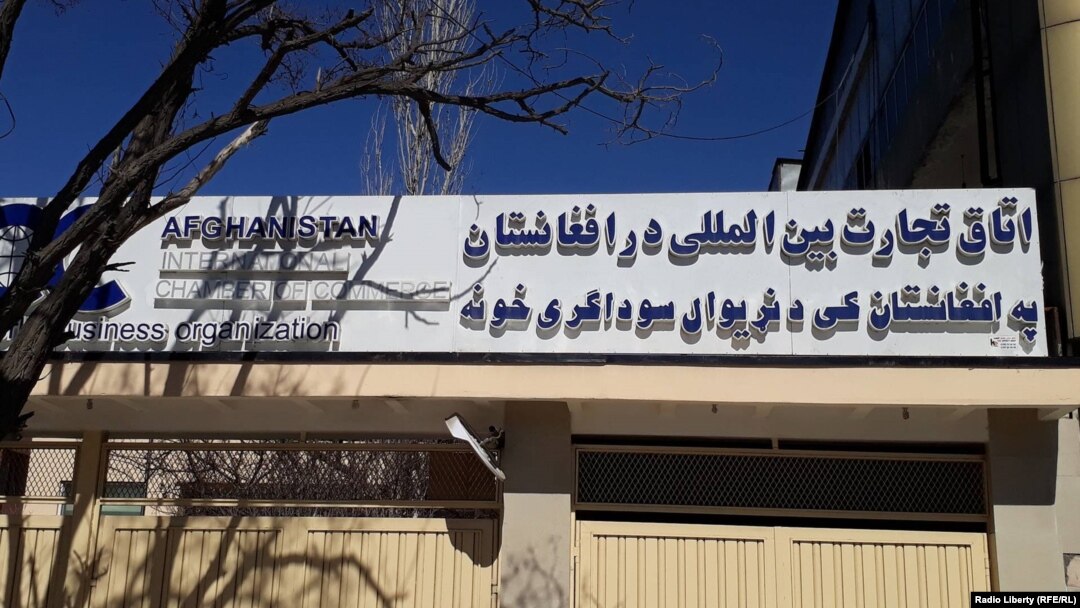 AFGHANISTAN
INTERNATIONAL
CHAMBER OF COMMERCE
business organization
اتاق تجارت بین المللی در افغانستان
په افغانستان کی د نړیوال سوداگری خونه
Radio Liberty (RFE/RL)